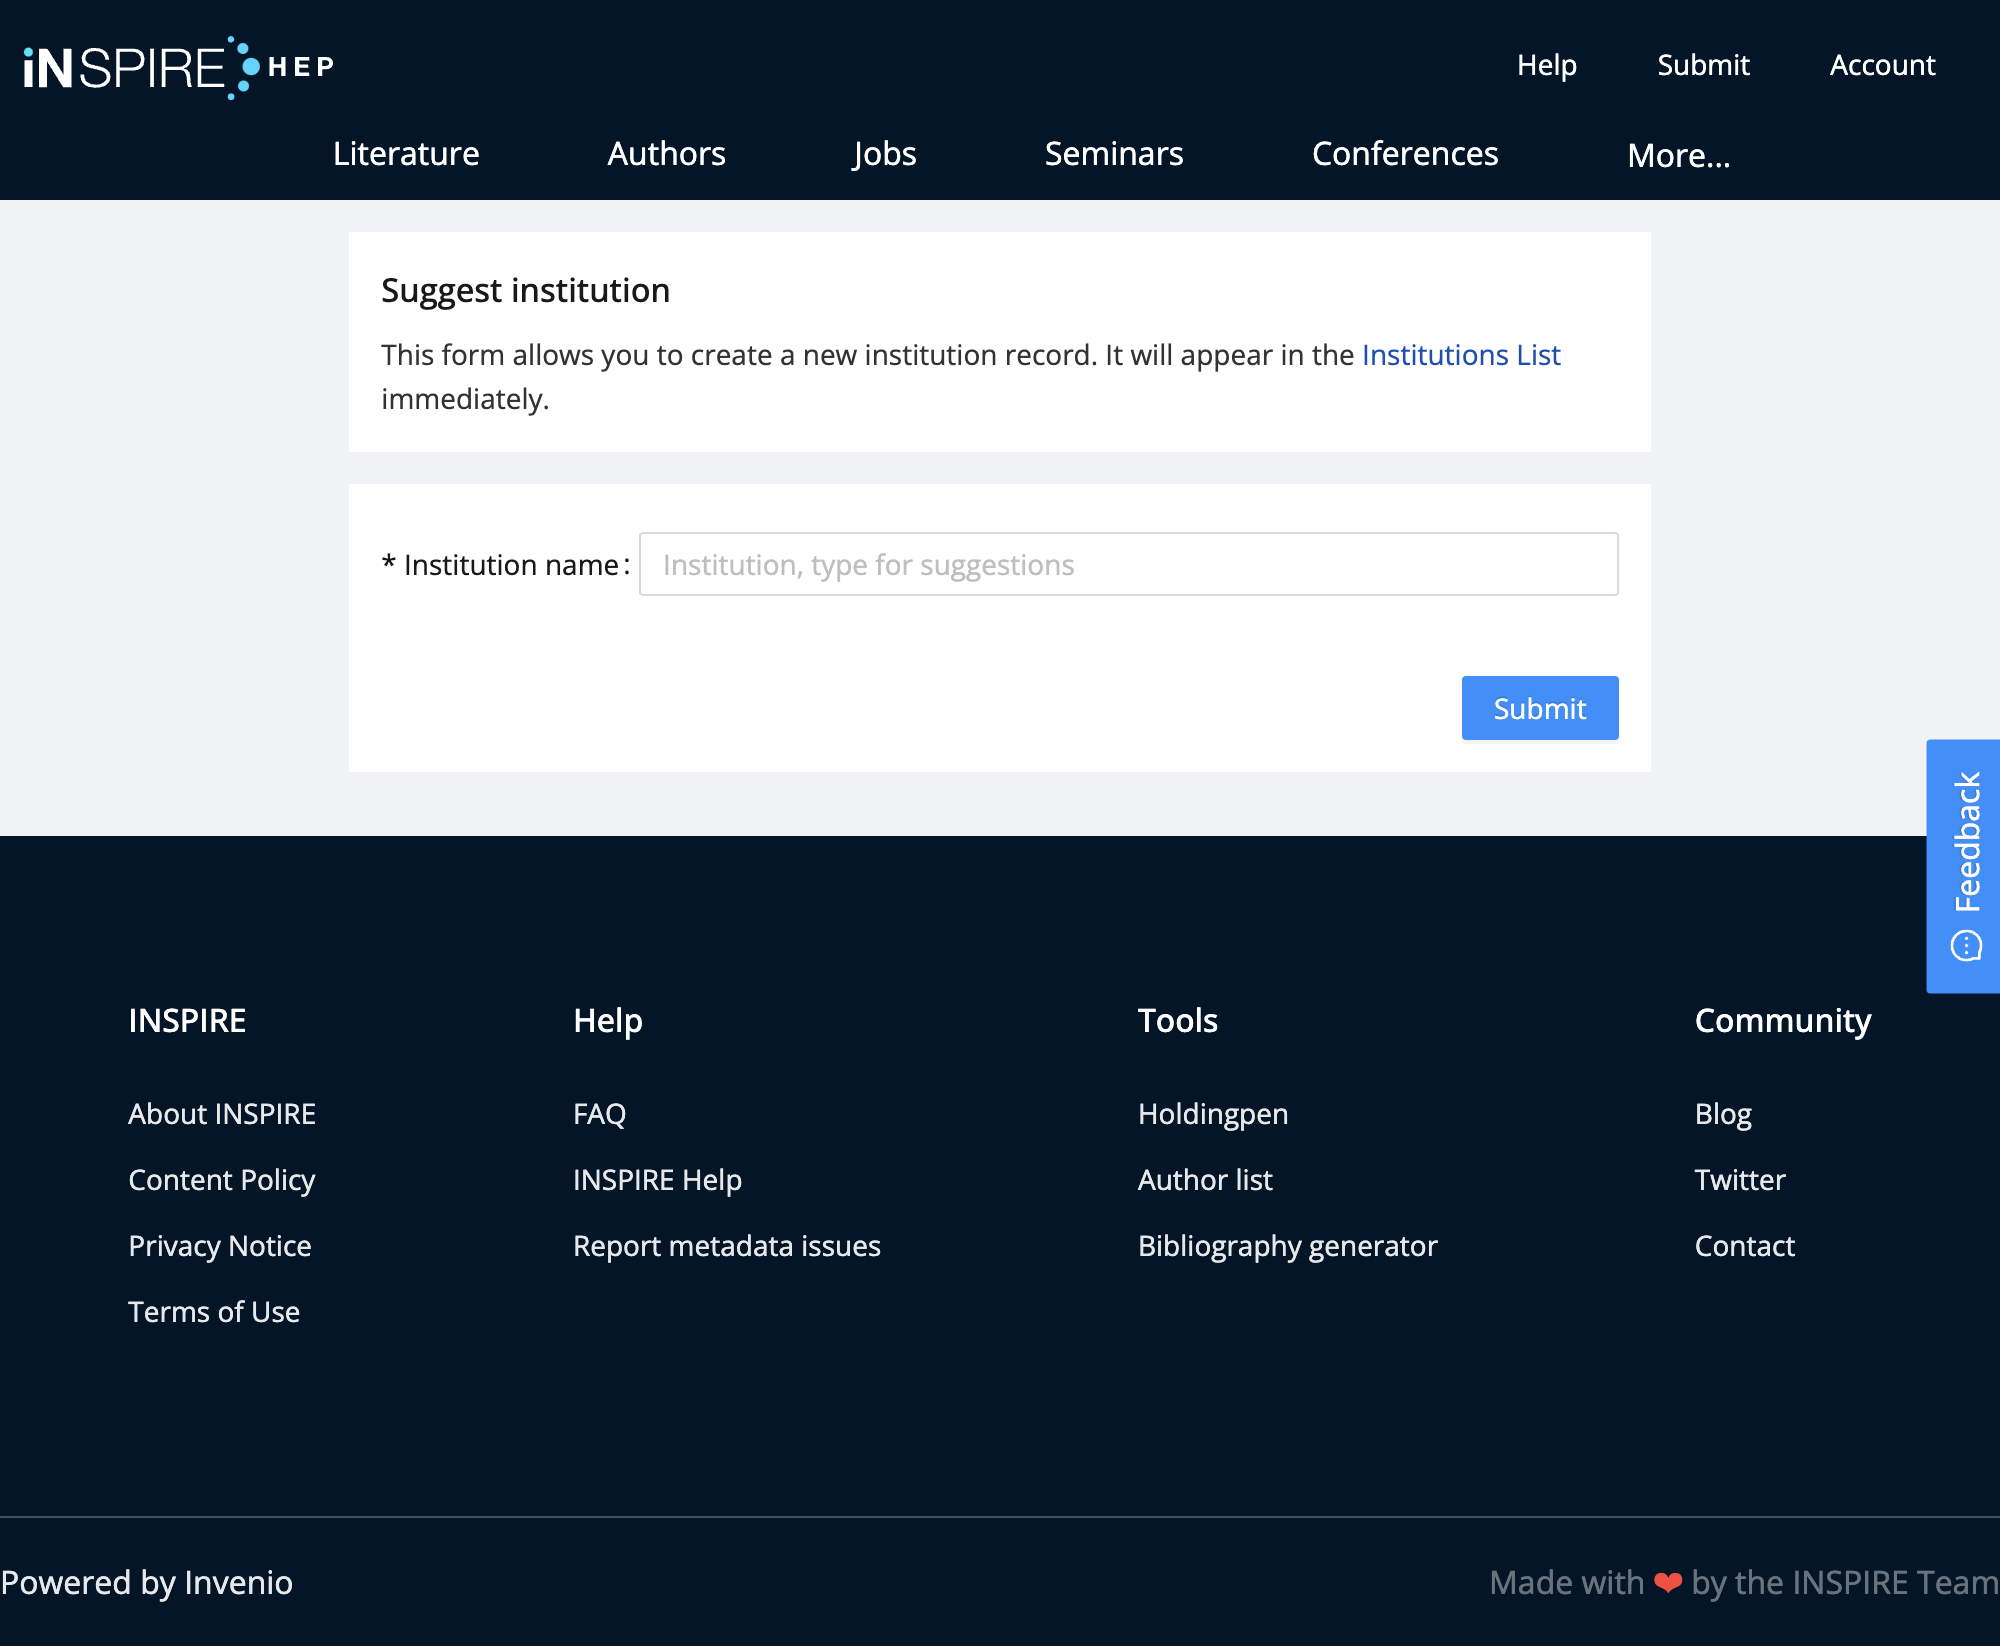 iNSPIRE HEP
Help Submit Account
Literature Authors Jobs Seminars Conferences More...
Suggest institution
This form allows you to create a new institution record. It will appear in the Institutions List
immediately.
* Institution name: Institution, type for suggestions
Submit
Feedback
INSPIRE
About INSPIRE
Content Policy
Privacy Notice
Terms of Use
Help
FAQ
INSPIRE Help
Report metadata issues
Tools
Holdingpen
Author list
Bibliography generator
Community
Blog
Twitter
Contact
Powered by Invenio
Made with ❤ by the INSPIRE Team